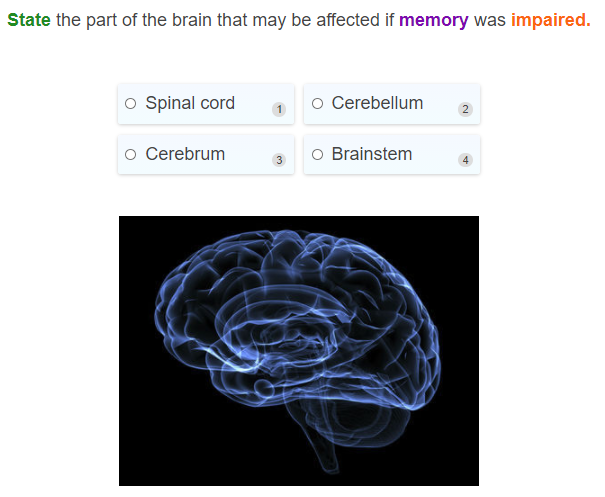 State the part of the brain that may be affected if memory was impaired.
Spinal cord 1
Cerebellum 2
Cerebrum 3
Brainstem 4